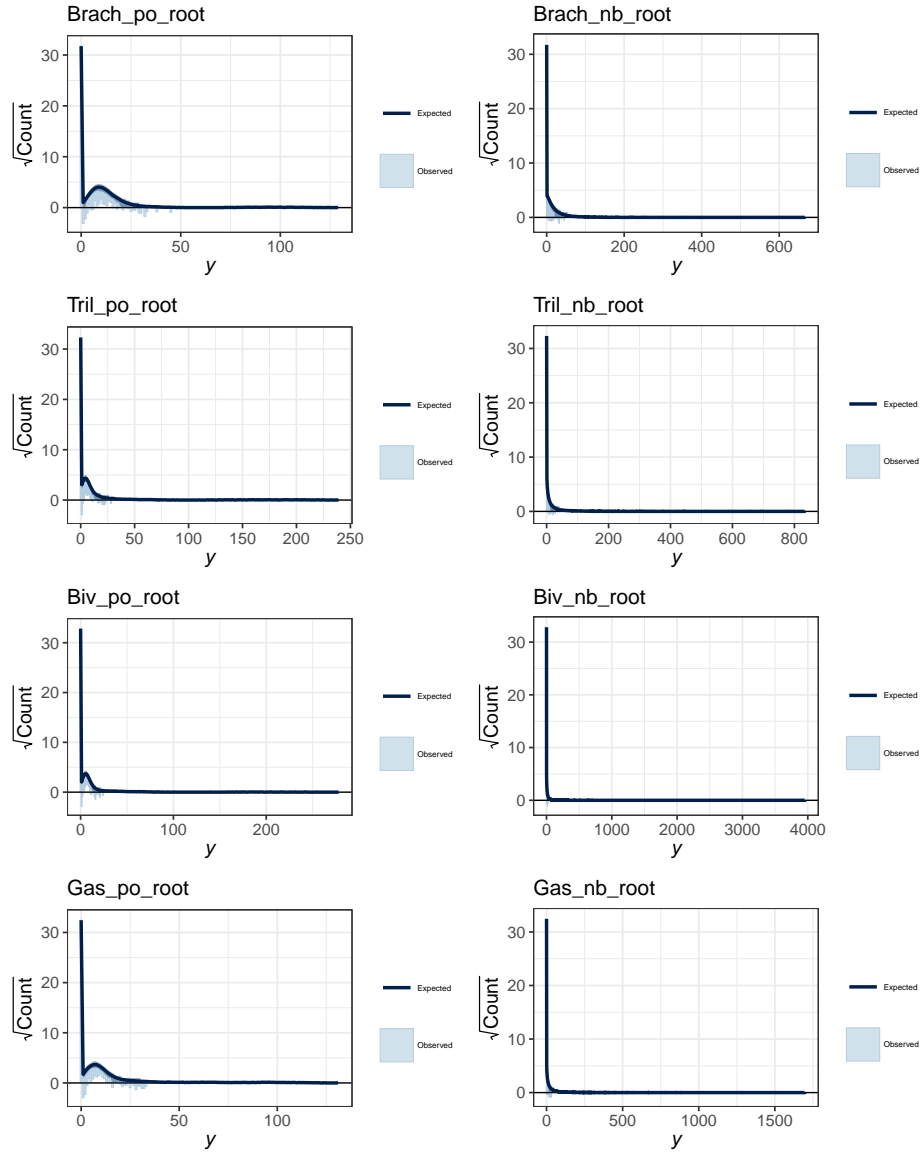 Brach_po_root
30
20
10
0
0 50 100
√Count
y
Expected
Observed
Brach_nb_root
30
20
10
0
0 200 400 600
√Count
y
Expected
Observed
Tril_po_root
30
20
10
0
0 50 100 150 200 250
√Count
y
Expected
Observed
Tril_nb_root
30
20
10
0
0 200 400 600 800
√Count
y
Expected
Observed
Biv_po_root
30
20
10
0
0 100 200
√Count
y
Expected
Observed
Biv_nb_root
30
20
10
0
0 1000 2000 3000 4000
√Count
y
Expected
Observed
Gas_po_root
30
20
10
0
0 50 100
√Count
y
Expected
Observed
Gas_nb_root
30
20
10
0
0 500 1000 1500
√Count
y
Expected
Observed